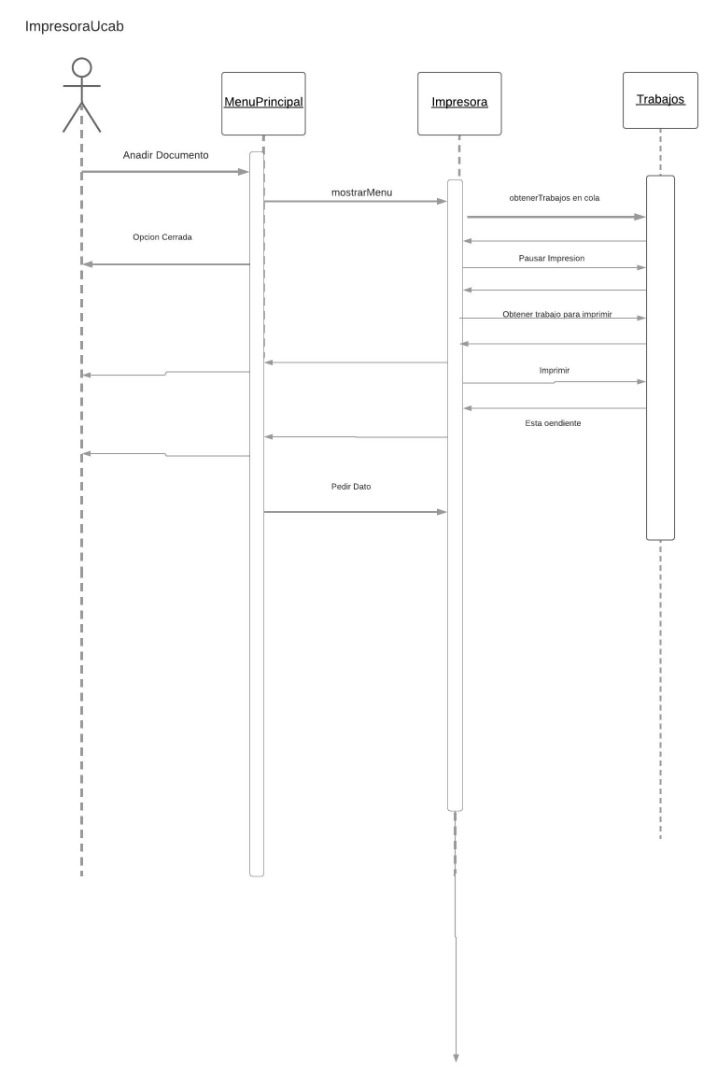 ImpresoraUcab
MenuPrincipal
Impresora
Trabajos
Anadir Documento
mostrarMenu
obtenerTrabajos en cola
Opcion Cerrada
Pausar Impresion
Obtener trabajo para imprimir
Imprimir
Esta oendiente
Pedir Dato